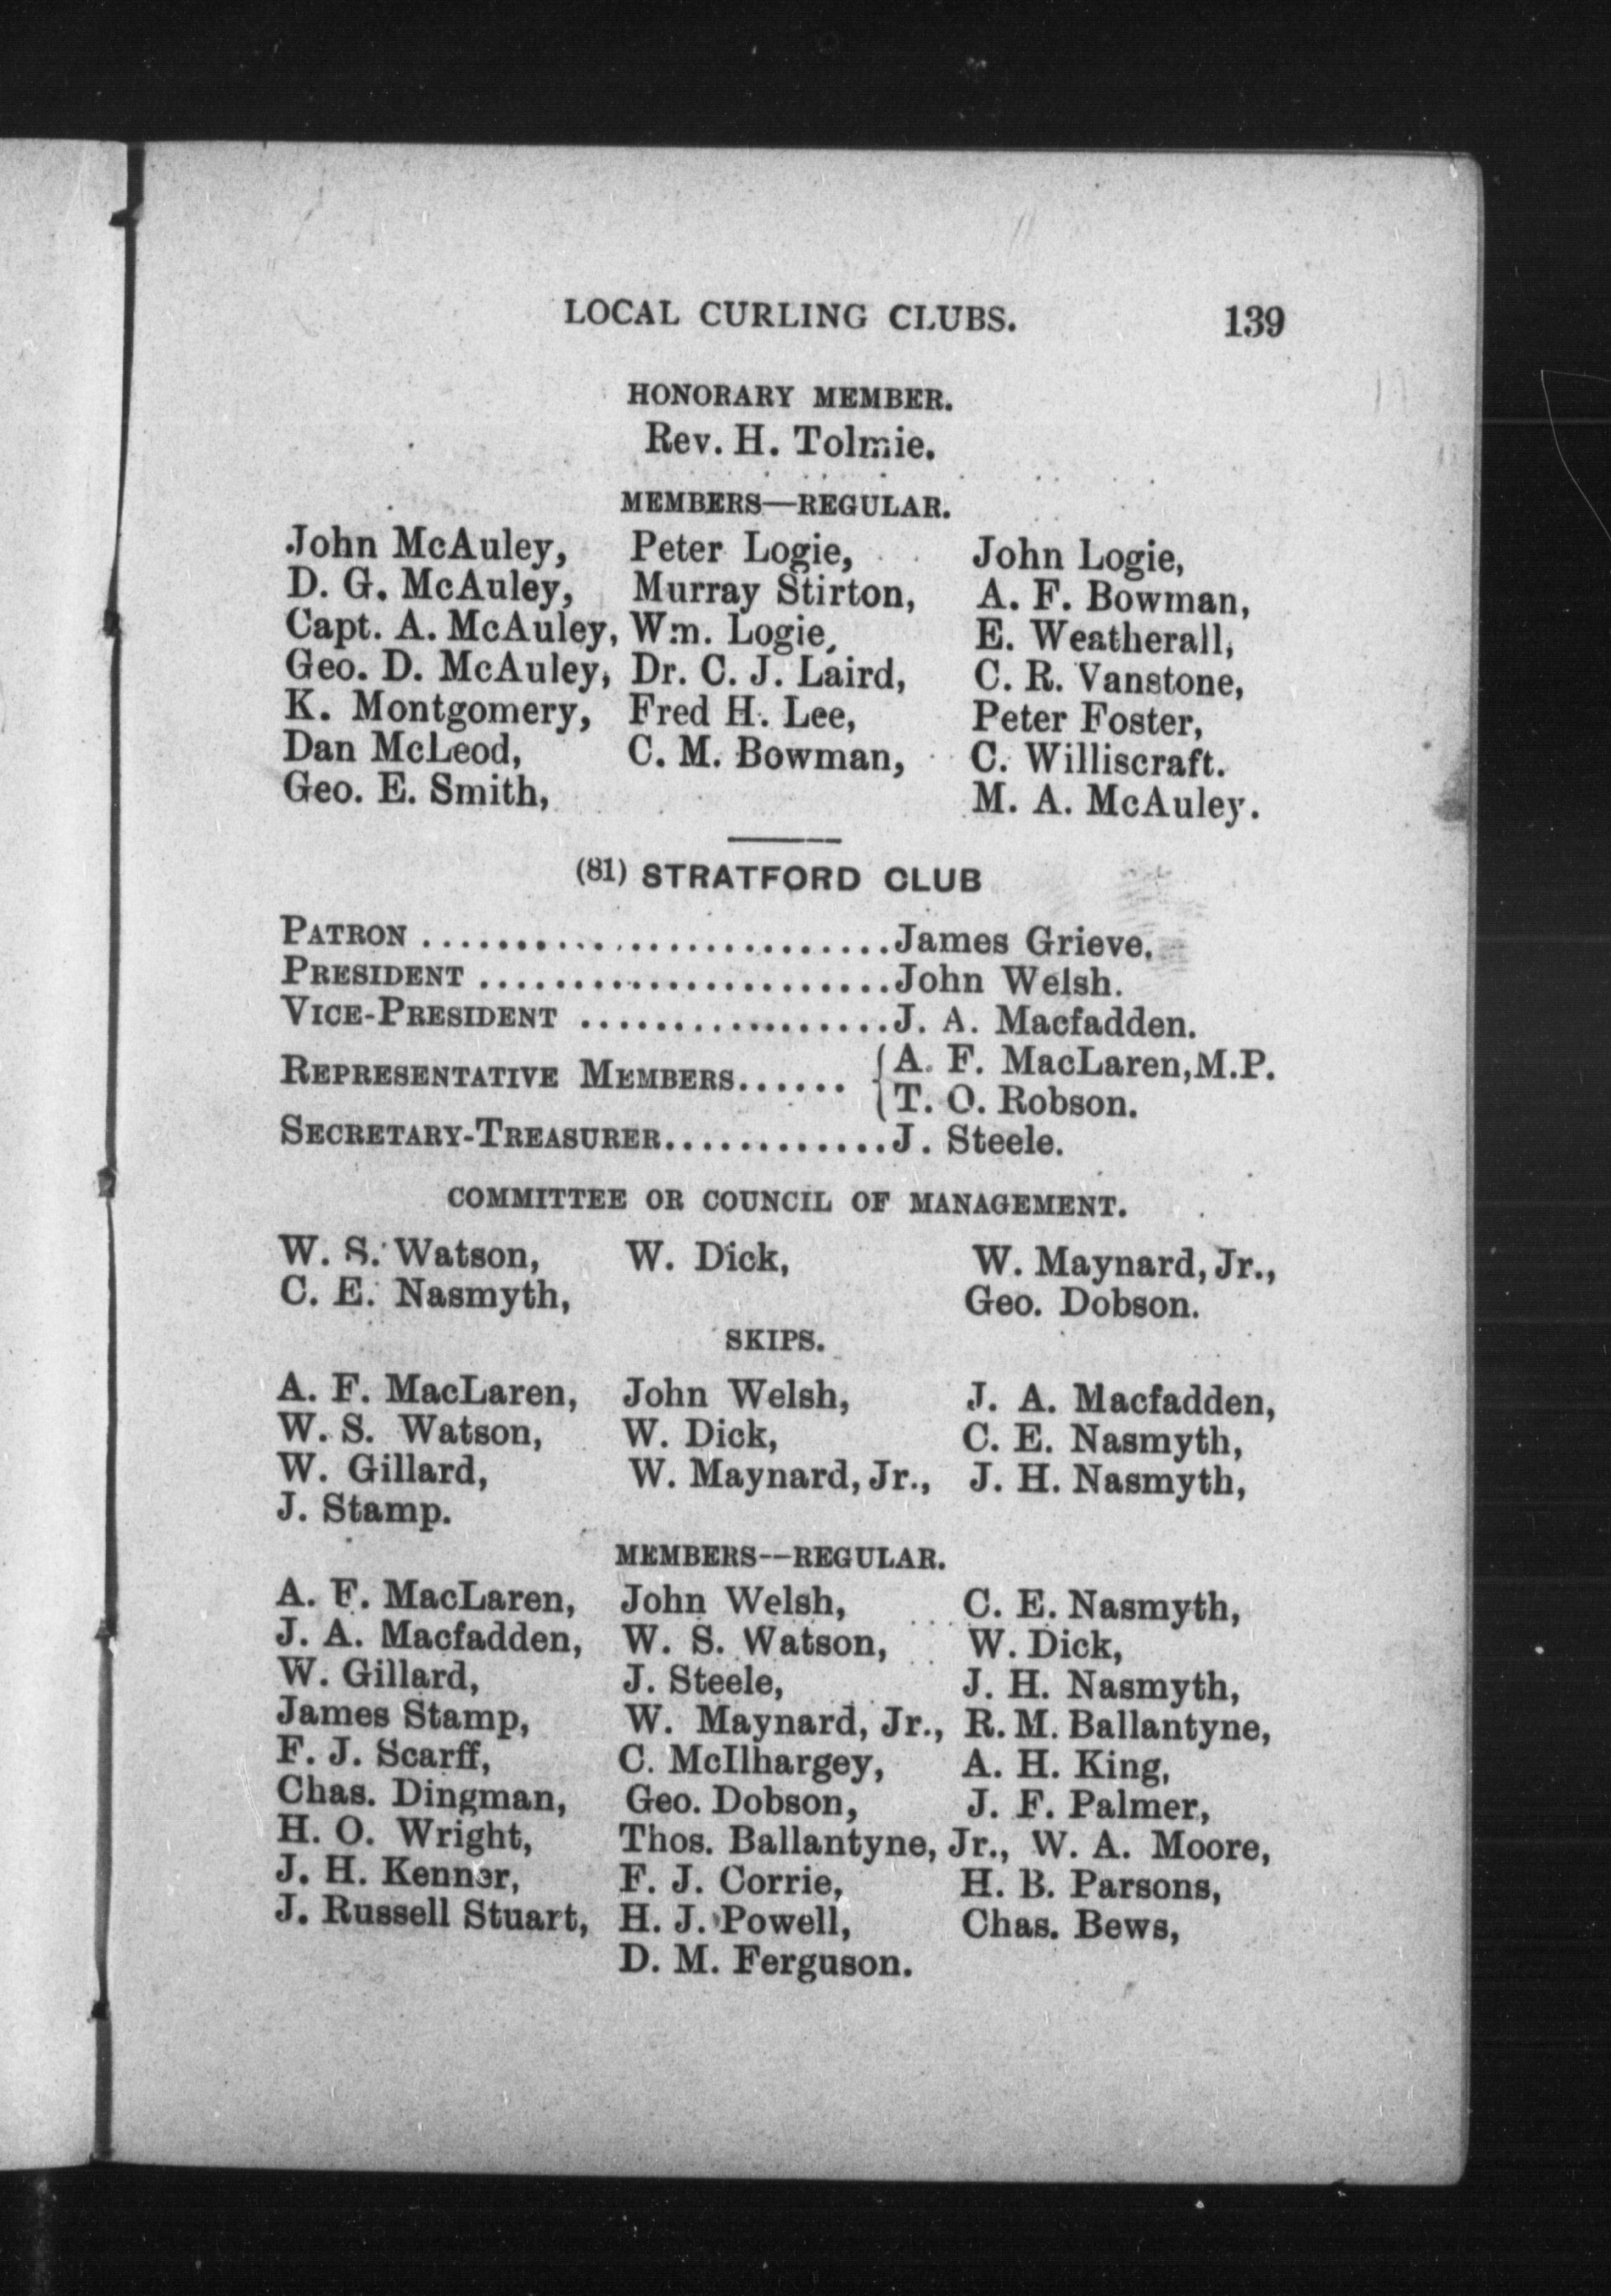 LOCAL CURLING CLUBS. 139
HONORARY MEMBER.
Rev. H. Tolmie.
MEMBERS—REGULAR.
John McAuley, Peter Logie, John Logie,
D. G. McAuley, Murray Stirton, A. F. Bowman,
Capt. A. McAuley, Wm. Logie, E. Weatherall,
Geo. D. McAuley, Dr. C. J. Laird, C. R. Vanstone,
K. Montgomery, Fred H. Lee, Peter Foster,
Dan McLeod, C. M. Bowman, C. Williscraft.
Geo. E. Smith, M. A. McAuley.
(81) STRATFORD CLUB
PATRON ........................James Grieve.
PRESIDENT .....................John Welsh.
VICE-PRESIDENT ................J. A. Macfadden.
REPRESENTATIVE MEMBERS...... { A. F. MacLaren, M.P.
T. O. Robson.
SECRETARY-TREASURER............J. Steele.
COMMITTEE OR COUNCIL OF MANAGEMENT.
W. S. Watson, W. Dick, W. Maynard, Jr.,
C. E. Nasmyth, Geo. Dobson.
SKIPS.
A. F. MacLaren, John Welsh, J. A. Macfadden,
W. S. Watson, W. Dick, C. E. Nasmyth,
W. Gillard, W. Maynard, Jr., J. H. Nasmyth,
J. Stamp.
MEMBERS--REGULAR.
A. F. MacLaren, John Welsh, C. E. Nasmyth,
J. A. Macfadden, W. S. Watson, W. Dick,
W. Gillard, J. Steele, J. H. Nasmyth,
James Stamp, W. Maynard, Jr., R. M. Ballantyne,
F. J. Scarff, C. McIlhargey, A. H. King,
Chas. Dingman, Geo. Dobson, J. F. Palmer,
H. O. Wright, Thos. Ballantyne, Jr., W. A. Moore,
J. H. Kenner, F. J. Corrie, H. B. Parsons,
J. Russell Stuart, H. J. Powell, Chas. Bews,
D. M. Ferguson.